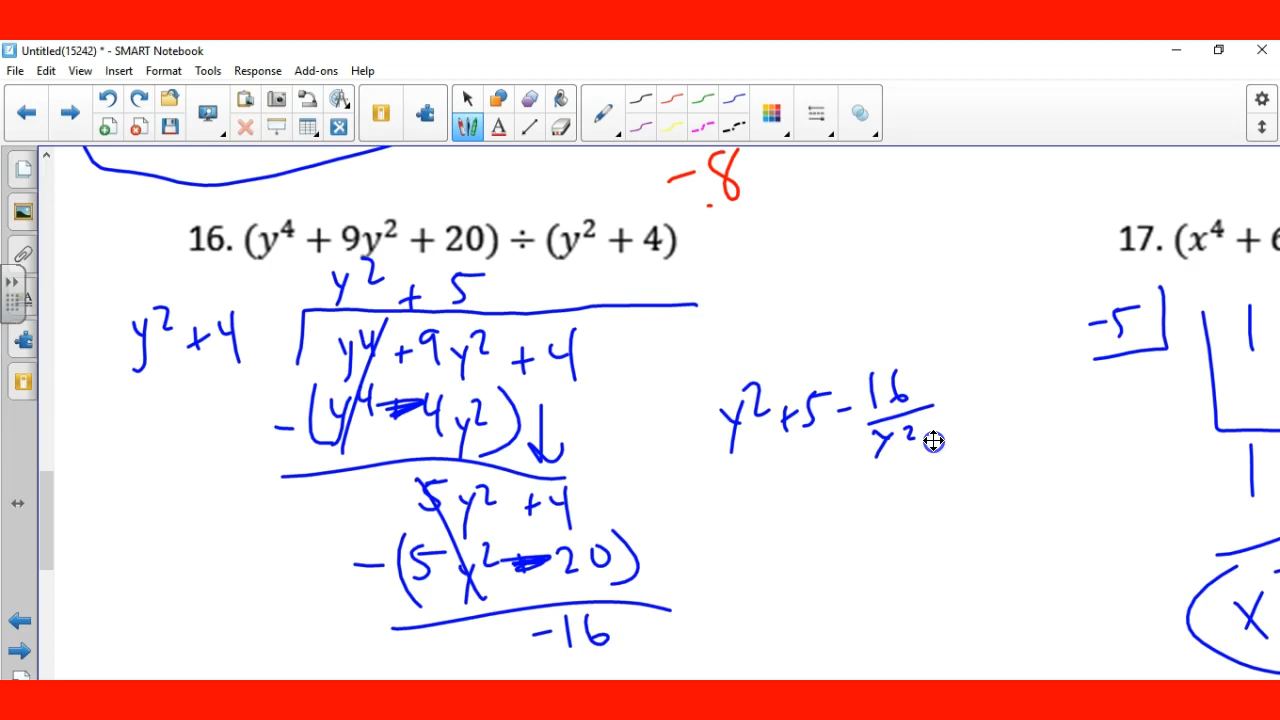 Untitled(15242) * - SMART Notebook
File Edit View Insert Format Tools Response Add-ons Help
-8
16. (y⁴ + 9y² + 20) ÷ (y² + 4)
17. (x⁴ + 6
y² + 5
y² + 4
y⁴ + 9y² + 4
-5
1
-(y⁴ - 4y²)
y² + 5 - 16/y²
5y² + 4
1
-(5y² - 20)
-16
x